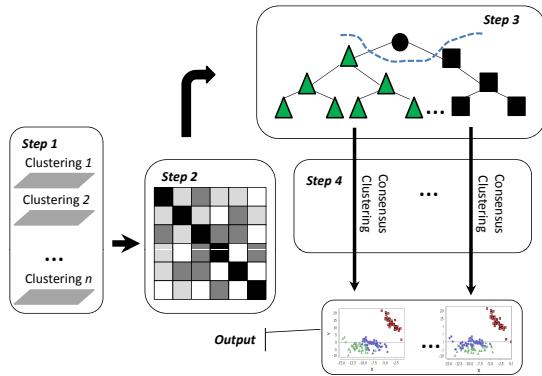 Step 3
Step 1
Clustering 1
Clustering 2
...
Clustering n
Step 2
...
Step 4
Consensus
Clustering
...
Consensus
Clustering
Output
...
X
X